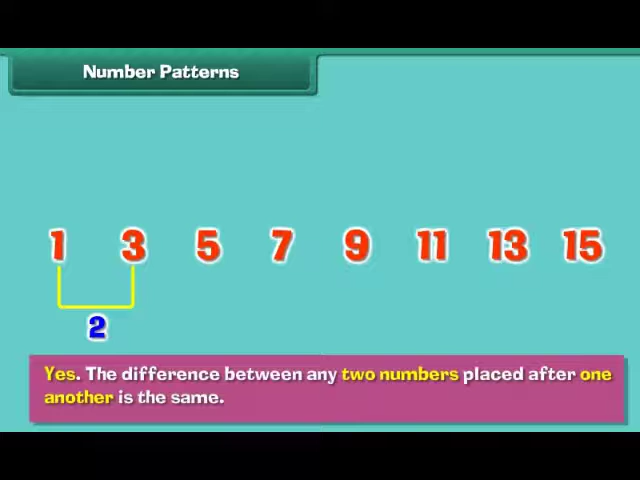 Number Patterns
1 3 5 7 9 11 13 15
2
Yes. The difference between any two numbers placed after one
another is the same.